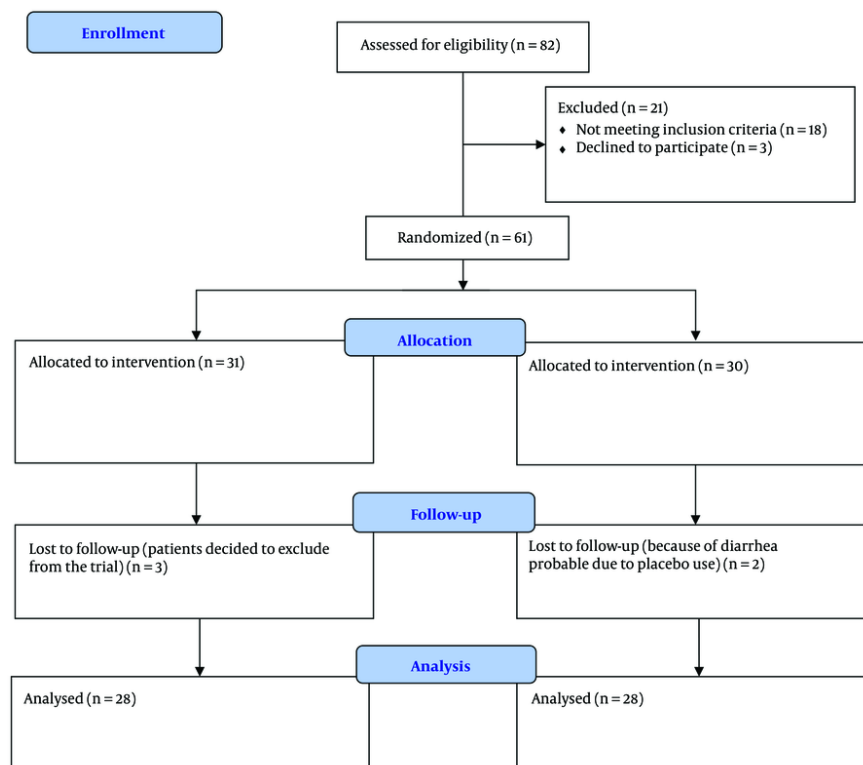 Enrollment
Assessed for eligibility (n = 82)
Excluded (n = 21)
♦ Not meeting inclusion criteria (n = 18)
♦ Declined to participate (n = 3)
Randomized (n = 61)
Allocation
Allocated to intervention (n = 31)
Allocated to intervention (n = 30)
Follow-up
Lost to follow-up (patients decided to exclude
from the trial) (n = 3)
Lost to follow-up (because of diarrhea
probable due to placebo use) (n = 2)
Analysis
Analysed (n = 28)
Analysed (n = 28)